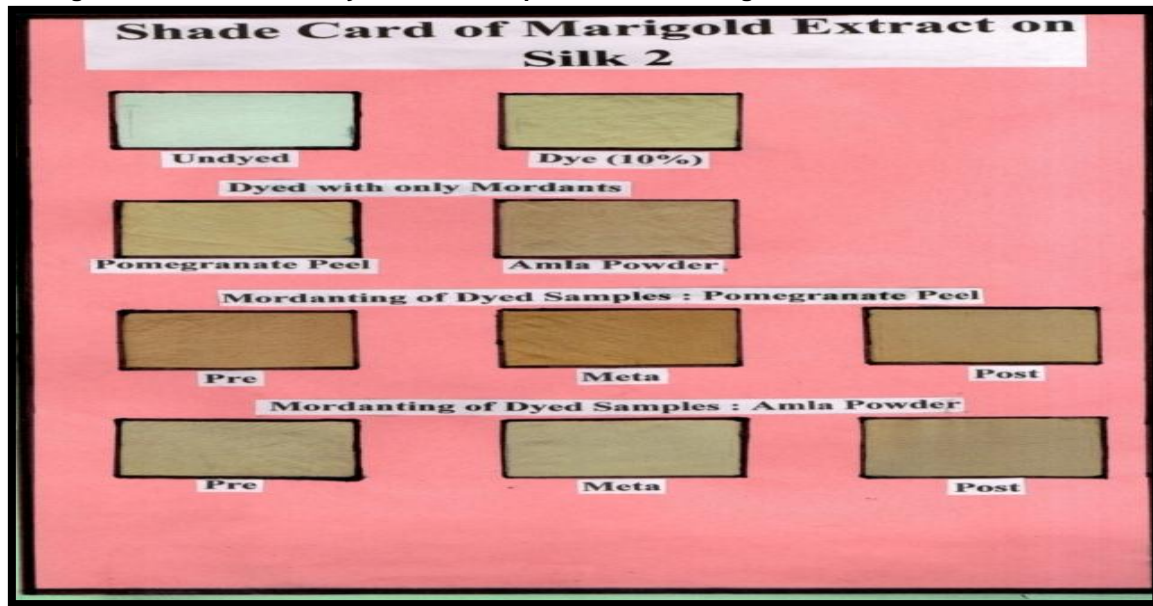 Shade Card of Marigold Extract on
Silk 2
Undyed Dye (10%)
Dyed with only Mordants
Pomegranate Peel Amla Powder
Mordanting of Dyed Samples : Pomegranate Peel
Pre Meta Post
Mordanting of Dyed Samples : Amla Powder
Pre Meta Post